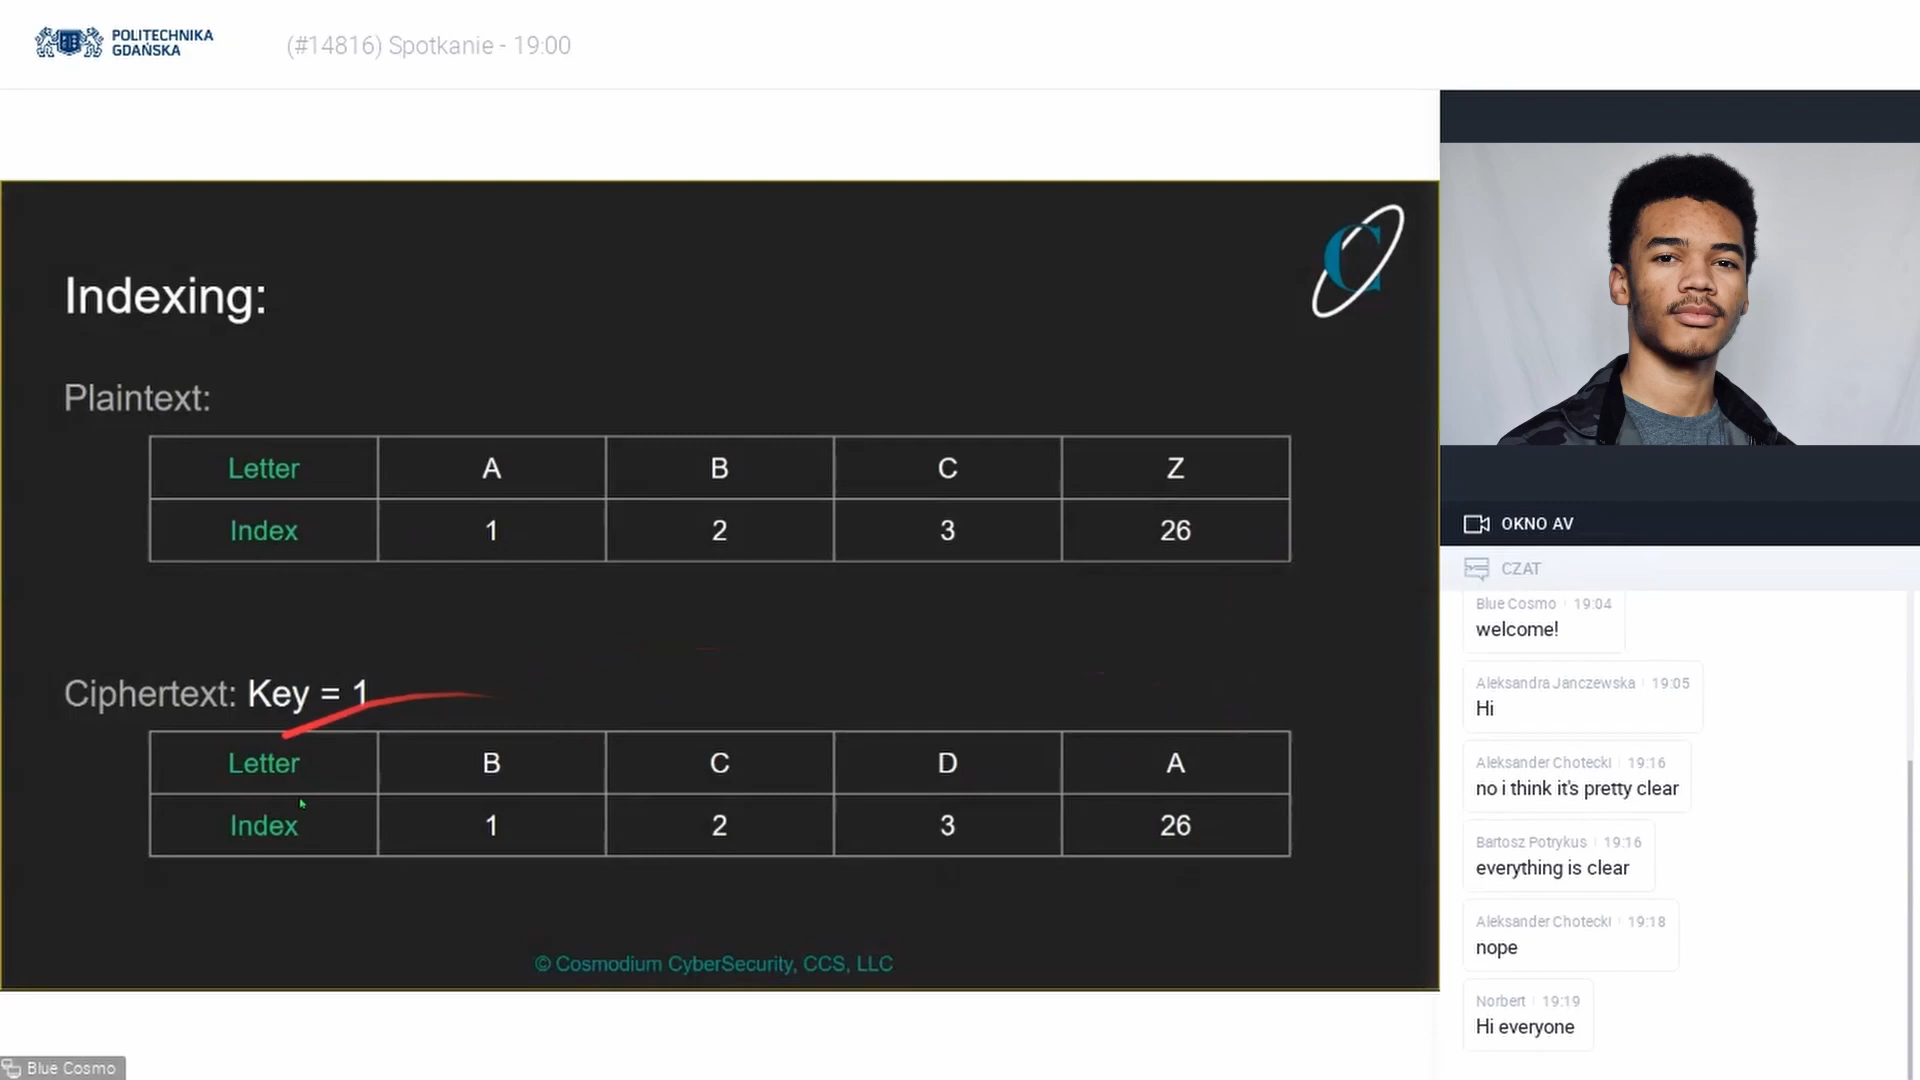 POLITECHNIKA
GDAŃSKA
(#14816) Spotkanie - 19:00
Indexing:
Plaintext:
Letter A B C Z
Index 1 2 3 26
Ciphertext: Key = 1
Letter B C D A
Index 1 2 3 26
© Cosmodium CyberSecurity, CCS, LLC
Blue Cosmo
C
OKNO AV
CZAT
Blue Cosmo 19:04
welcome!
Aleksandra Janczewska 19:05
Hi
Aleksander Chotecki 19:16
no i think it's pretty clear
Bartosz Potrykus 19:16
everything is clear
Aleksander Chotecki 19:18
nope
Norbert 19:19
Hi everyone